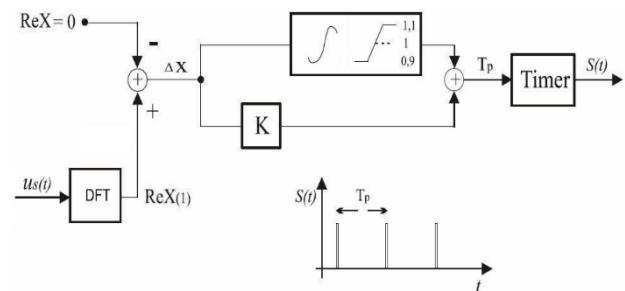 ReX=0
-
ΔX
1,1
1
0,9
+
K
Tp
Timer
S(t)
us(t)
DFT
ReX(1)
S(t)
Tp
t